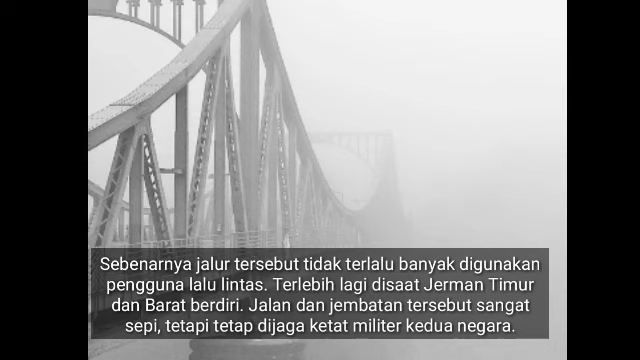 Sebenarnya jalur tersebut tidak terlalu banyak digunakan
pengguna lalu lintas. Terlebih lagi disaat Jerman Timur
dan Barat berdiri. Jalan dan jembatan tersebut sangat
sepi, tetapi tetap dijaga ketat militer kedua negara.